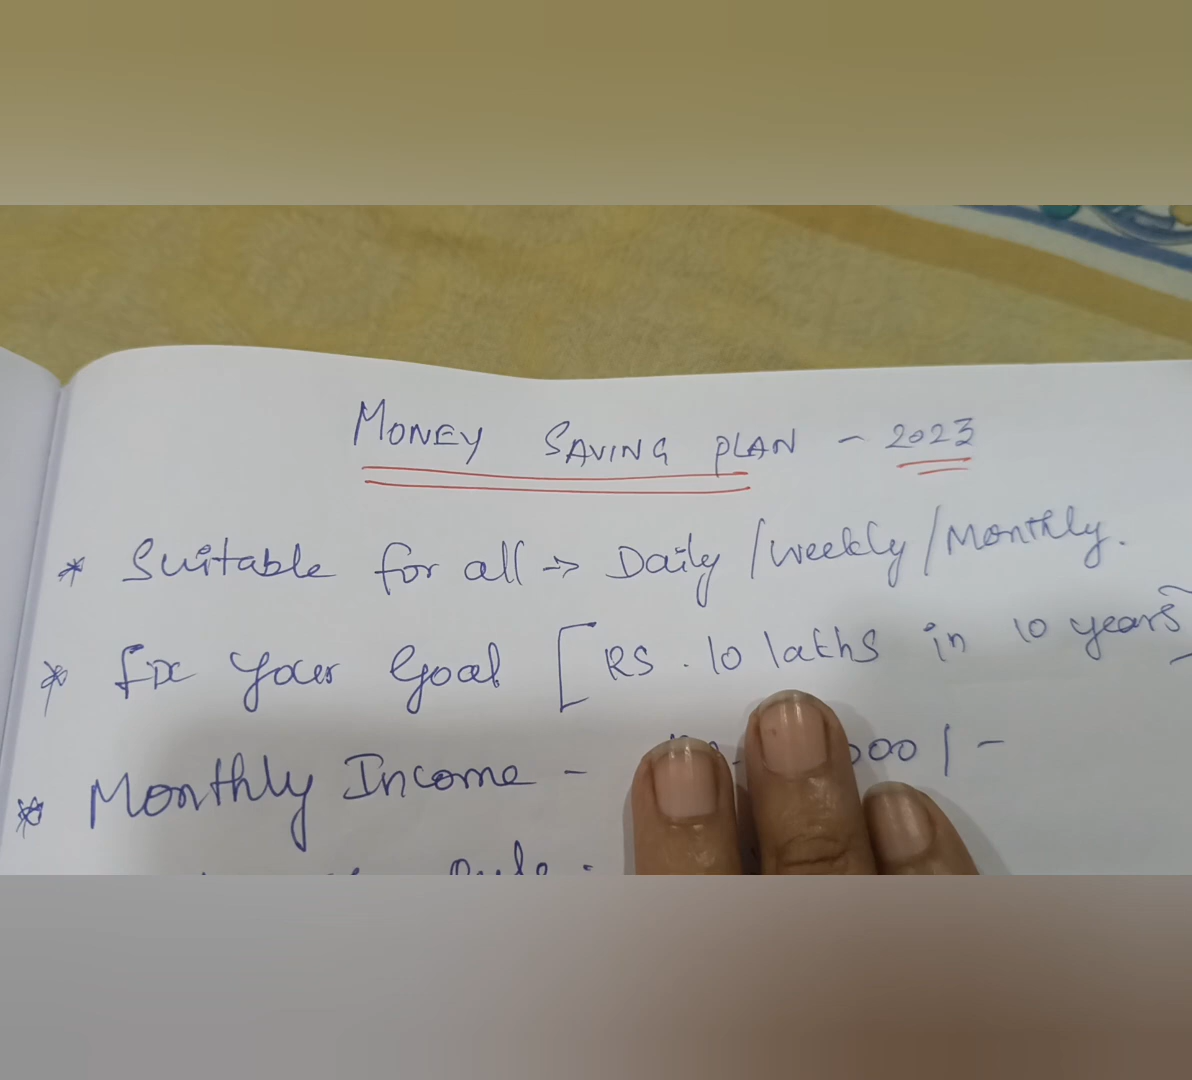 MONEY SAVING PLAN - 2023
* Suitable for all → Daily/Weekly/Monthly.
* Fix your Goal [RS. 10 lakhs in 10 years]
* Monthly Income - 000/-